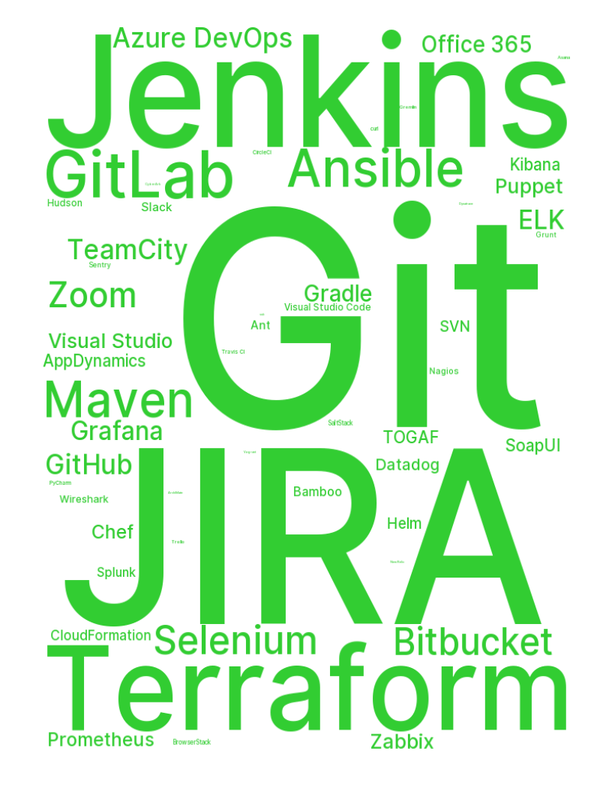 Azure DevOps
Office 365
Jenkins
curl
CircleCI
GitLab
Ansible
Kibana
Puppet
Hudson
Slack
ELK
Grunt
TeamCity
Sentry
Git
Zoom
Gradle
Visual Studio Code
Ant
SVN
Visual Studio
Travis CI
AppDynamics
Nagios
Maven
SaltStack
Grafana
TOGAF
SoapUI
GitHub
Datadog
JIRA
PyCharm
Bamboo
Wireshark
Helm
Chef
Trello
Splunk
CloudFormation
Selenium
Bitbucket
Terraform
Prometheus
BrowserStack
Zabbix